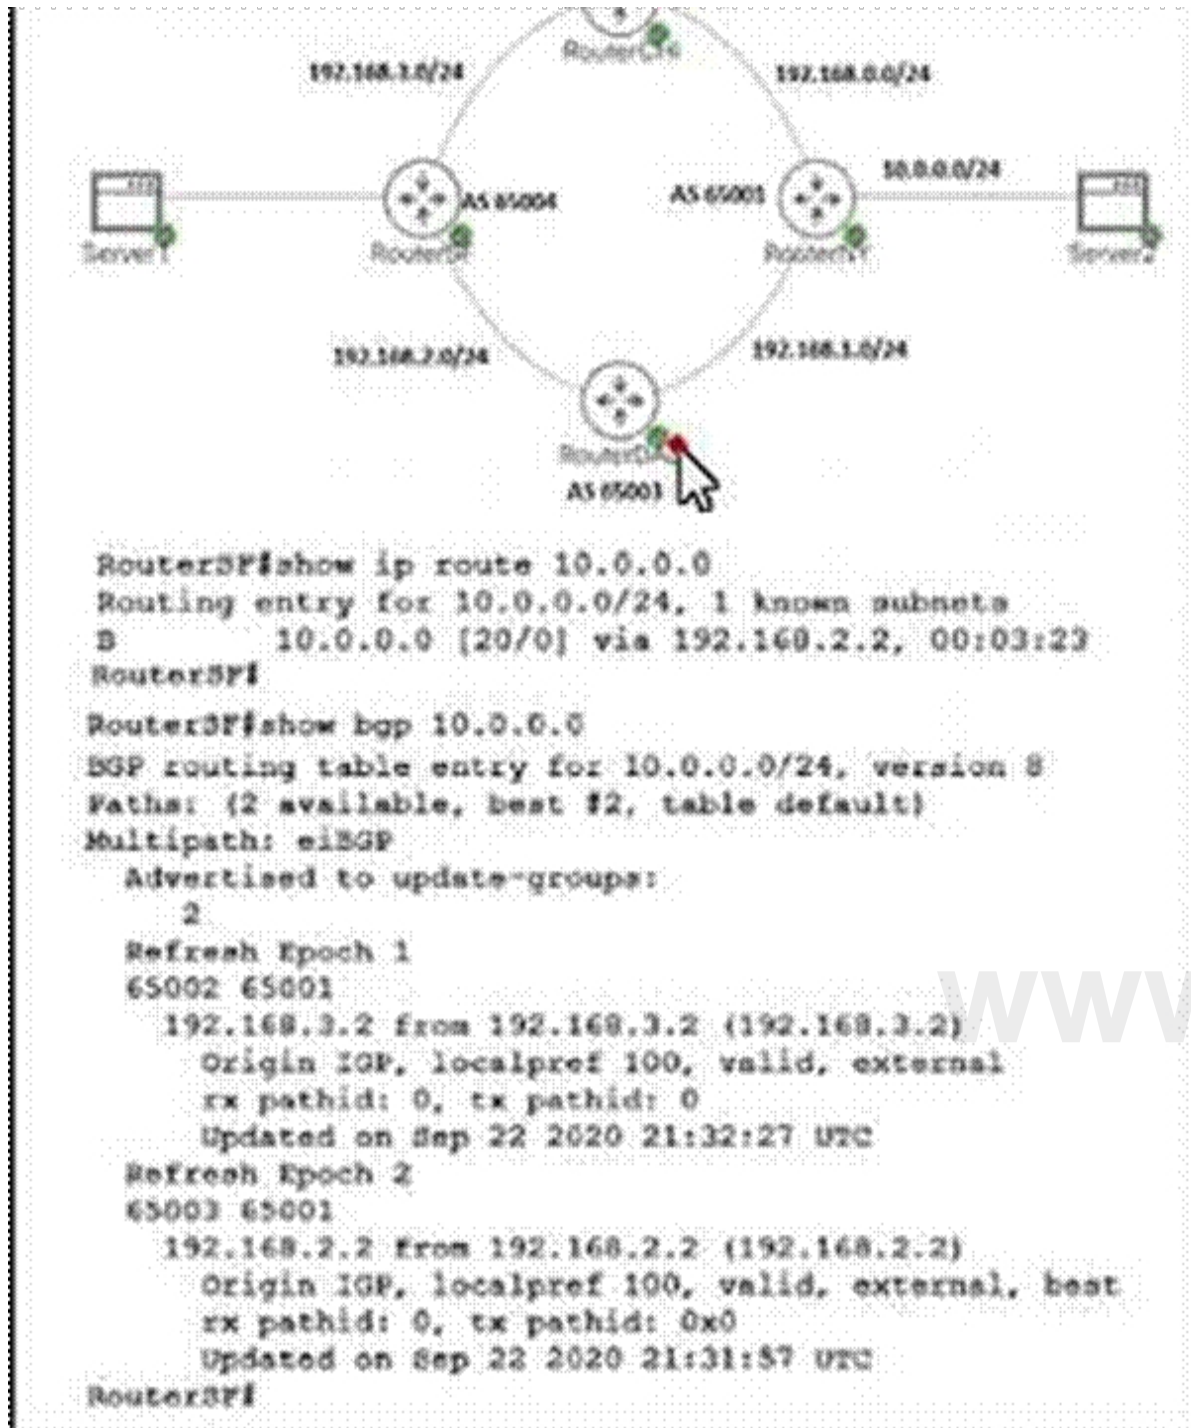 192.168.3.0/24
192.168.0.0/24
10.0.0.0/24
AS 65004
AS 65001
Server1
RouterSF
RouterNY
Server2
192.168.2.0/24
192.168.1.0/24
AS 65003
RouterSF#show ip route 10.0.0.0
Routing entry for 10.0.0.0/24, 1 known subnets
B 10.0.0.0 [20/0] via 192.168.2.2, 00:03:23
RouterSF#
RouterSF#show bgp 10.0.0.0
BGP routing table entry for 10.0.0.0/24, version 8
Paths: (2 available, best #2, table default)
Multipath: eiBGP
Advertised to update-groups:
2
Refresh Epoch 1
65002 65001
192.168.3.2 from 192.168.3.2 (192.168.3.2)
Origin IGP, localpref 100, valid, external
rx pathid: 0, tx pathid: 0
Updated on Sep 22 2020 21:32:27 UTC
Refresh Epoch 2
65003 65001
192.168.2.2 from 192.168.2.2 (192.168.2.2)
Origin IGP, localpref 100, valid, external, best
rx pathid: 0, tx pathid: 0x0
Updated on Sep 22 2020 21:31:57 UTC
RouterSF#